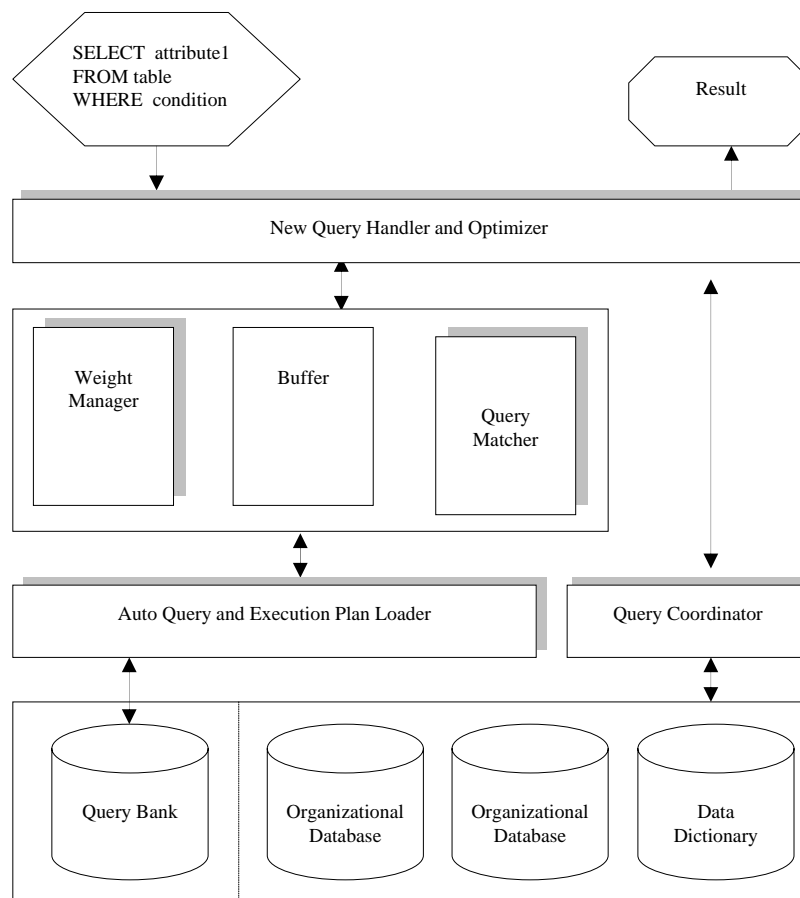 SELECT attribute1
FROM table
WHERE condition
Result
New Query Handler and Optimizer
Weight
Manager
Buffer
Query
Matcher
Auto Query and Execution Plan Loader
Query Coordinator
Query Bank
Organizational
Database
Organizational
Database
Data
Dictionary